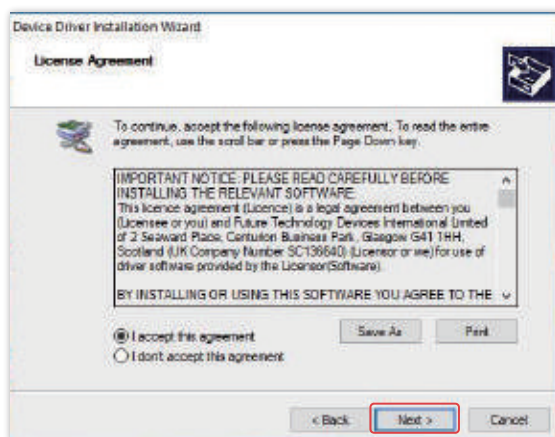 Device Driver Installation Wizard
License Agreement
To continue, accept the following license agreement. To read the entire
agreement, use the scroll bar or press the Page Down key.
IMPORTANT NOTICE: PLEASE READ CAREFULLY BEFORE
INSTALLING THE RELEVANT SOFTWARE.
This licence agreement (Licence) is a legal agreement between you
(Licensee or you) and Future Technology Devices International Limited
of 2 Seaward Place, Centurion Business Park, Glasgow G41 1HH,
Scotland (UK Company Number SC136640) (Licensor or we) for use of
driver software provided by the Licensor(Software).
BY INSTALLING OR USING THIS SOFTWARE YOU AGREE TO THE
I accept this agreement
Save As
Print
I don't accept this agreement
< Back
Next >
Cancel